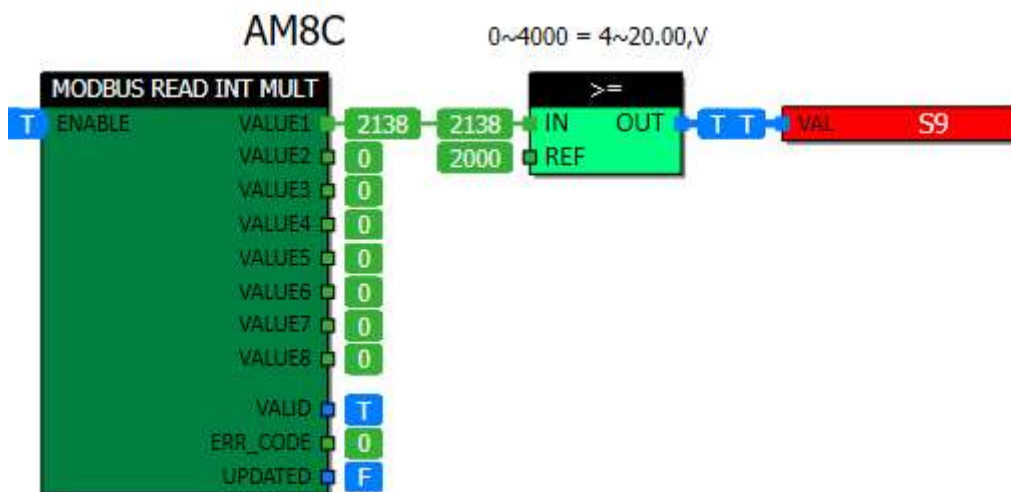 AM8C
0~4000 = 4~20.00,V
MODBUS READ INT MULT
>=
T ENABLE VALUE1 2138 2138 IN OUT T T VAL S9
VALUE2 0 2000 REF
VALUE3 0
VALUE4 0
VALUE5 0
VALUE6 0
VALUE7 0
VALUE8 0
VALID T
ERR_CODE 0
UPDATED F